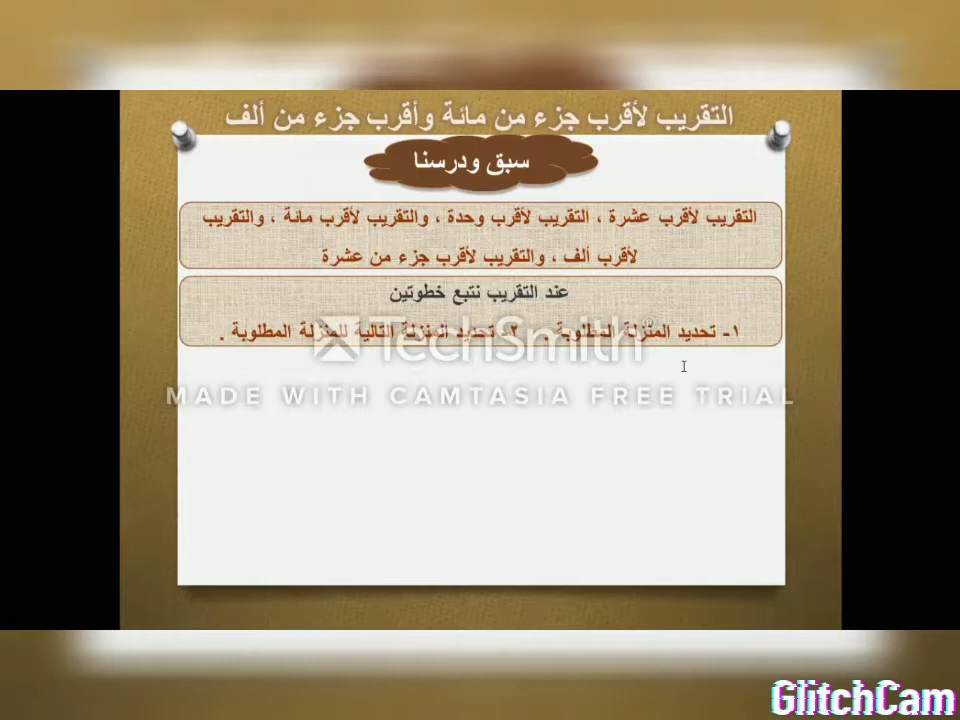 التقريب لأقرب جزء من مائة وأقرب جزء من ألف
سبق ودرسنا
التقريب لأقرب عشرة ، التقريب لأقرب وحدة ، والتقريب لأقرب مائة ، والتقريب
لأقرب ألف ، والتقريب لأقرب جزء من عشرة
عند التقريب نتبع خطوتين
١- تحديد المنزلة المطلوبة . ٢- تحديد المنزلة التالية للمنزلة المطلوبة .
TechSmith®
MADE WITH CAMTASIA FREE TRIAL
GlitchCam